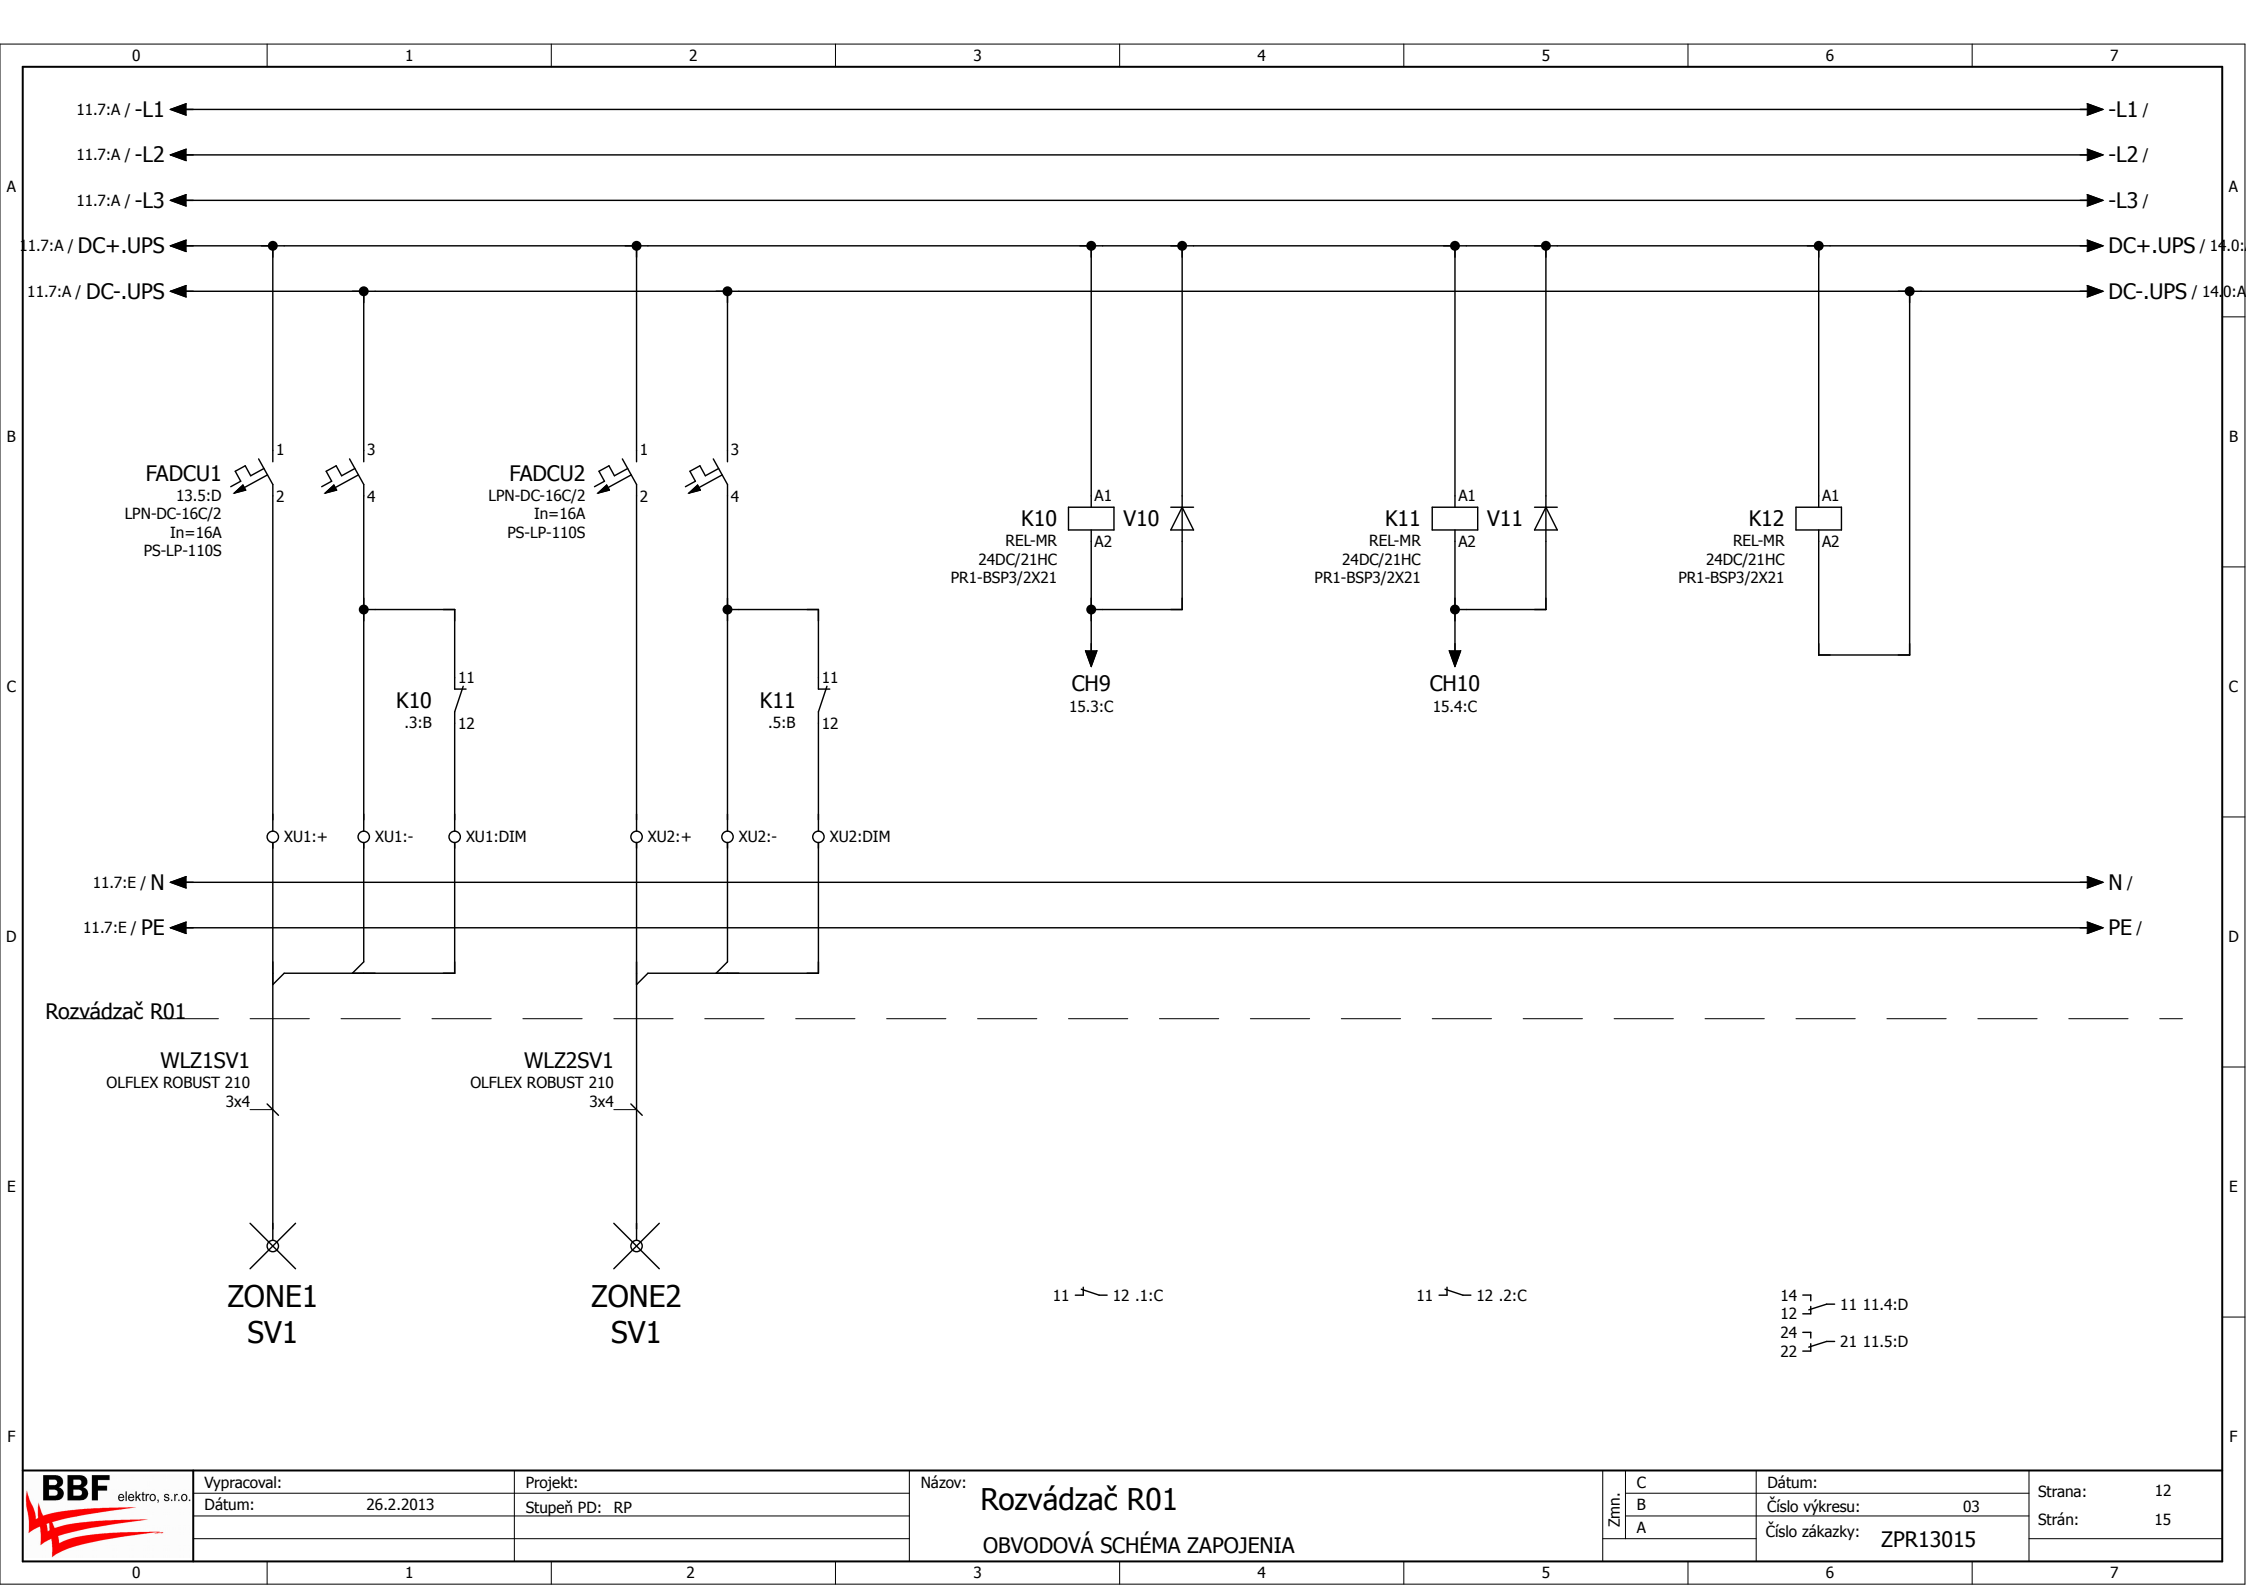 0 1 2 3 4 5 6 7
11.7:A / -L1 -L1 /
11.7:A / -L2 -L2 /
A A
11.7:A / -L3 -L3 /
11.7:A / DC+.UPS DC+.UPS / 14.0:
11.7:A / DC-.UPS DC-.UPS / 14.0:A
B B
FADCU1
13.5:D
LPN-DC-16C/2
In=16A
PS-LP-110S
1
2
3
4
FADCU2
LPN-DC-16C/2
In=16A
PS-LP-110S
1
2
3
4
K10
REL-MR
24DC/21HC
PR1-BSP3/2X21
A1
A2
V10
K11
REL-MR
24DC/21HC
PR1-BSP3/2X21
A1
A2
V11
K12
REL-MR
24DC/21HC
PR1-BSP3/2X21
A1
A2
C C
K10
.3:B
11
12
K11
.5:B
11
12
CH9
15.3:C
CH10
15.4:C
XU1:+ XU1:- XU1:DIM XU2:+ XU2:- XU2:DIM
11.7:E / N N /
11.7:E / PE PE /
D D
Rozvádzač R01
WLZ1SV1
OLFLEX ROBUST 210
3x4
WLZ2SV1
OLFLEX ROBUST 210
3x4
E E
ZONE1
SV1
ZONE2
SV1
11 12 .1:C
11 12 .2:C
14
12 11 11.4:D
24
22 21 11.5:D
F F
BBF elektro, s.r.o.
Vypracoval:
Dátum: 26.2.2013
Projekt:
Stupeň PD: RP
Názov: Rozvádzač R01
OBVODOVÁ SCHÉMA ZAPOJENIA
Zmn.
C
B
A
Dátum:
Číslo výkresu: 03
Číslo zákazky: ZPR13015
Strana: 12
Strán: 15
0 1 2 3 4 5 6 7